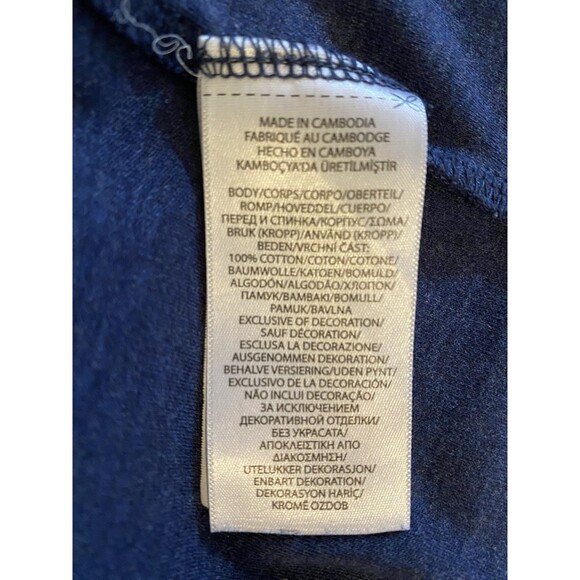 MADE IN CAMBODIA
FABRIQUÉ AU CAMBODGE
HECHO EN CAMBOYA
KAMBOÇYA'DA ÜRETİLMİŞTİR
BODY/CORPS/CORPO/OBERTEIL/
ROMP/HOVEDDEL/CUERPO/
ПЕРЕД И СПИНКА/КОРПУС/ΣΩΜΑ/
BRUK (KROPP)/ANVÄND (KROPP)/
BEDEN/VRCHNÍ ČÁST:
100% COTTON/COTON/COTONE/
BAUMWOLLE/KATOEN/BOMULD/
ALGODÓN/ALGODÃO/ХЛОПОК/
ПАМУК/ΒΑΜΒΑΚΙ/BOMULL/
PAMUK/BAVLNA
EXCLUSIVE OF DECORATION/
SAUF DÉCORATION/
ESCLUSA LA DECORAZIONE/
AUSGENOMMEN DEKORATION/
BEHALVE VERSIERING/UDEN PYNT/
EXCLUSIVO DE LA DECORACIÓN/
NÃO INCLUI DECORAÇÃO/
ЗА ИСКЛЮЧЕНИЕМ
ДЕКОРАТИВНОЙ ОТДЕЛКИ/
БЕЗ УКРАСАТА/
ΑΠΟΚΛΕΙΣΤΙΚΗ ΑΠΟ
ΔΙΑΚΟΣΜΗΣΗ/
UTELUKKER DEKORASJON/
ENBART DEKORATION/
DEKORASYON HARİÇ/
KROMĚ OZDOB